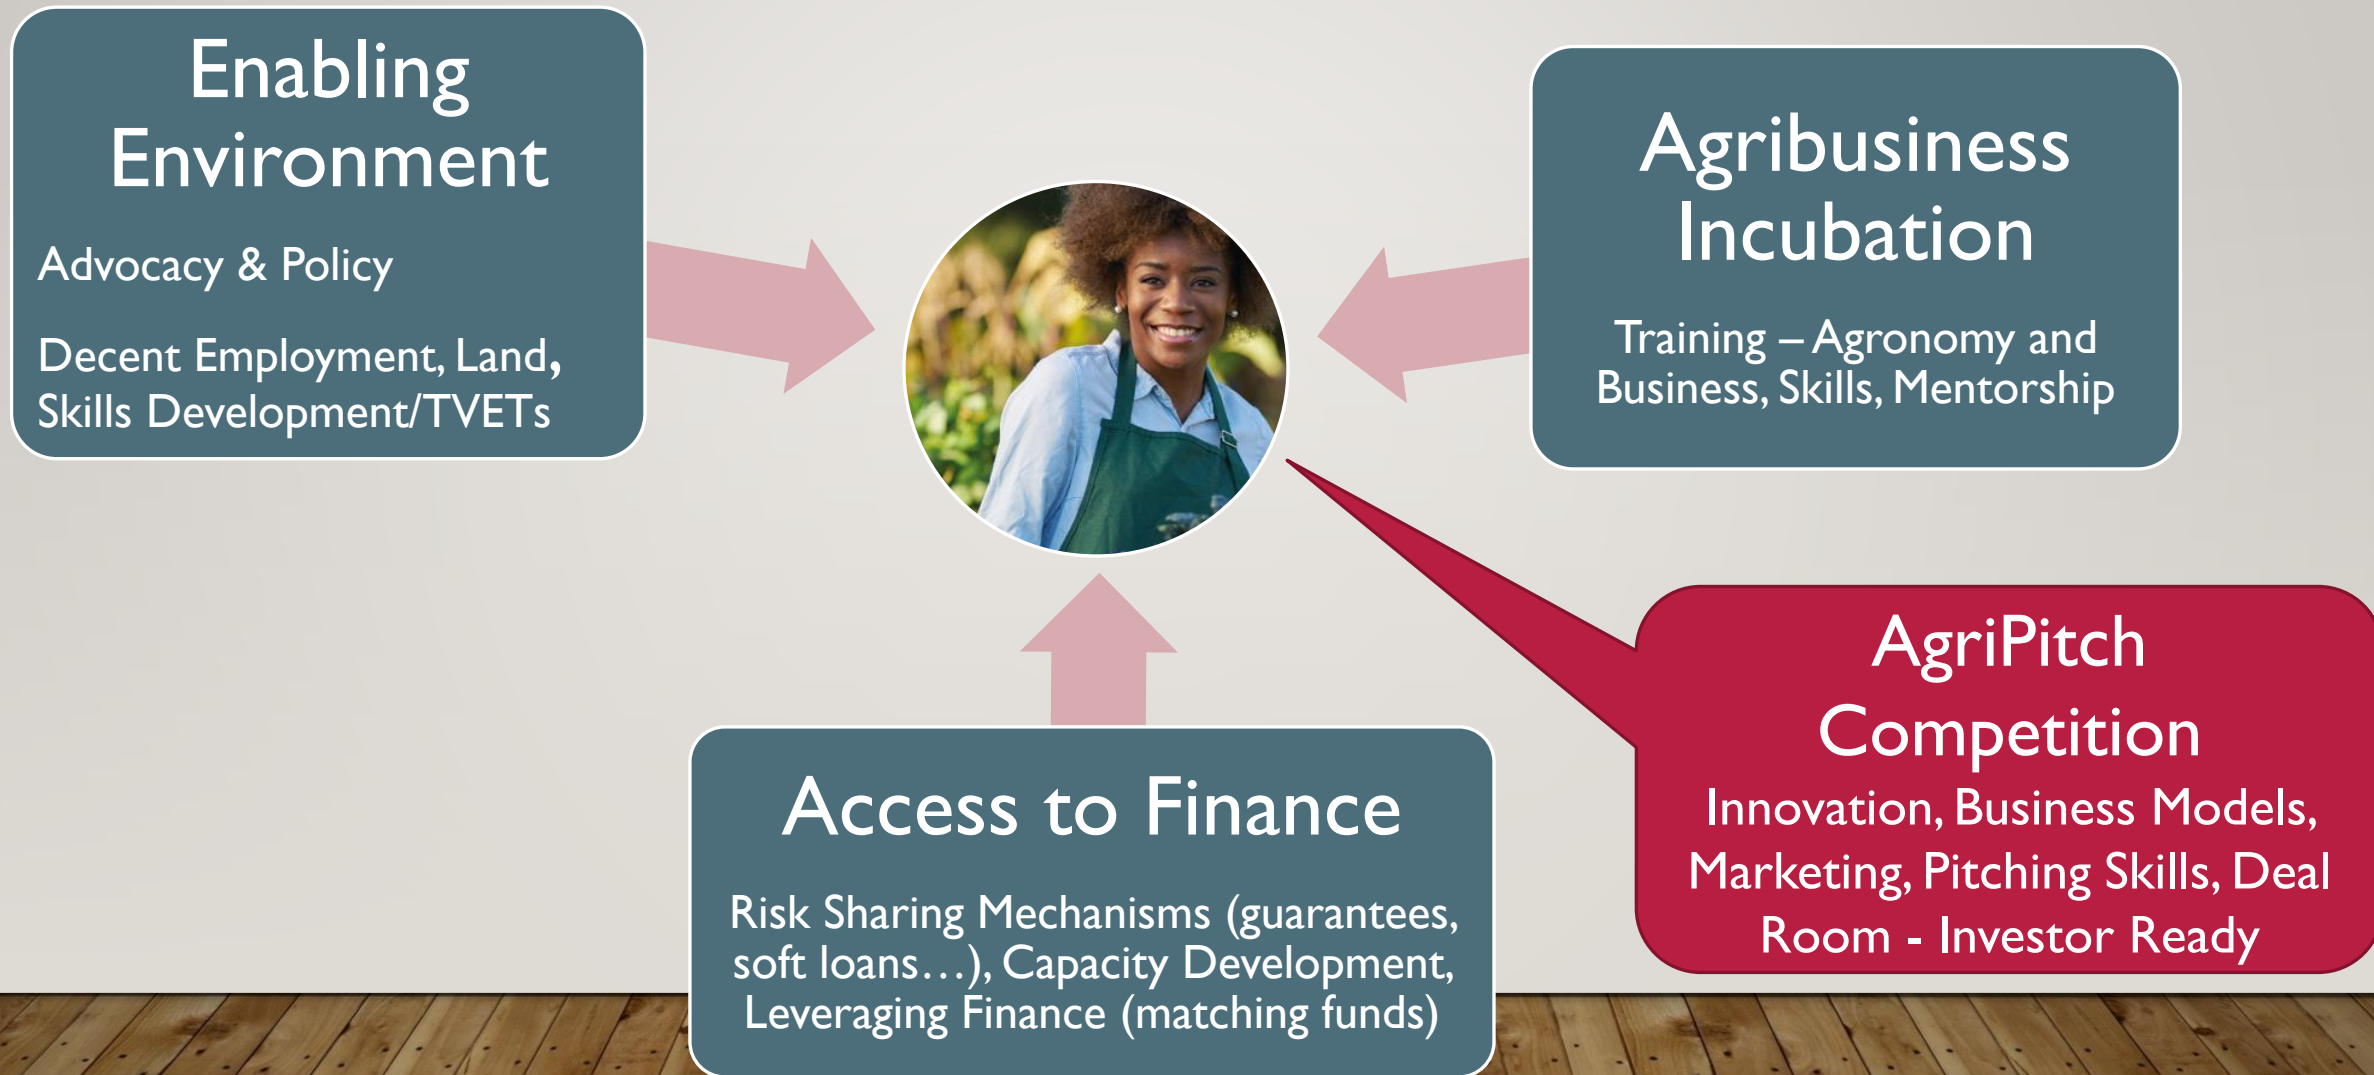 Enabling
Environment
Advocacy & Policy
Decent Employment, Land,
Skills Development/TVETs
Agribusiness
Incubation
Training – Agronomy and
Business, Skills, Mentorship
Access to Finance
Risk Sharing Mechanisms (guarantees,
soft loans…), Capacity Development,
Leveraging Finance (matching funds)
AgriPitch
Competition
Innovation, Business Models,
Marketing, Pitching Skills, Deal
Room - Investor Ready